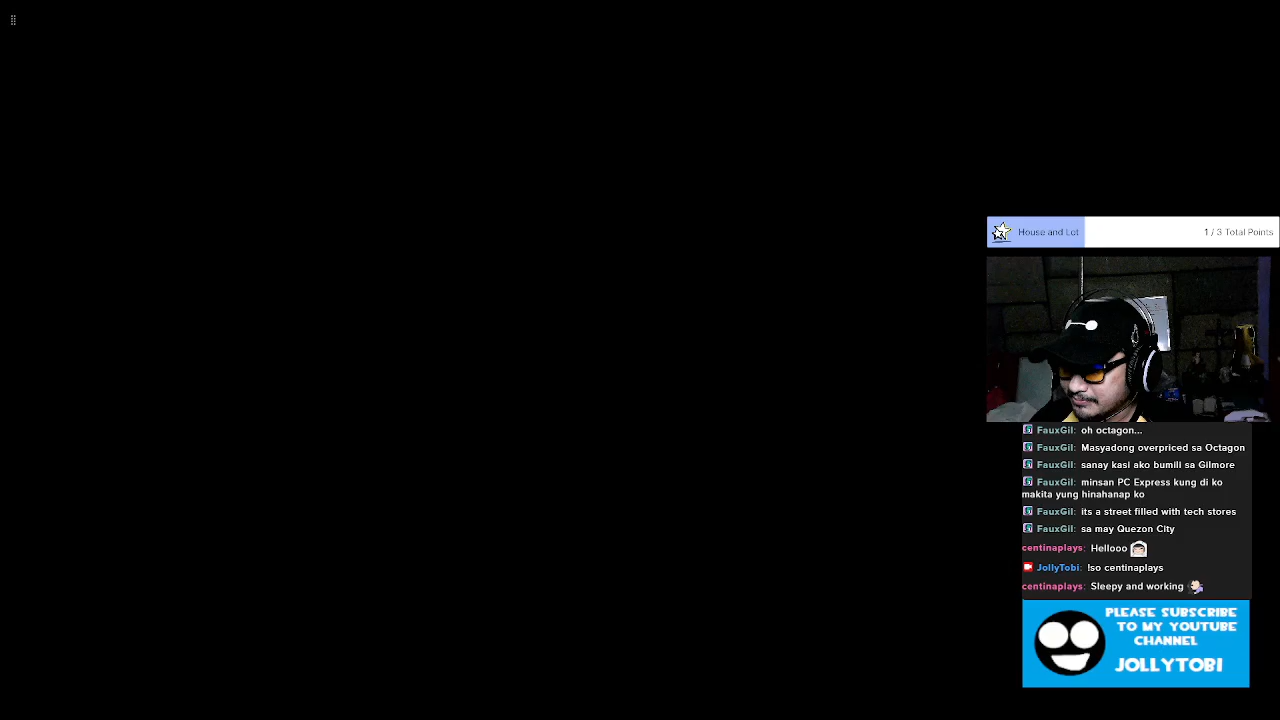 House and Lot 1 / 3 Total Points
FauxGil: oh octagon...
FauxGil: Masyadong overpriced sa Octagon
FauxGil: sanay kasi ako bumili sa Gilmore
FauxGil: minsan PC Express kung di ko
makita yung hinahanap ko
FauxGil: its a street filled with tech stores
FauxGil: sa may Quezon City
centinaplays: Hellooo
JollyTobi: !so centinaplays
centinaplays: Sleepy and working
PLEASE SUBSCRIBE
TO MY YOUTUBE
CHANNEL
JOLLYTOBI